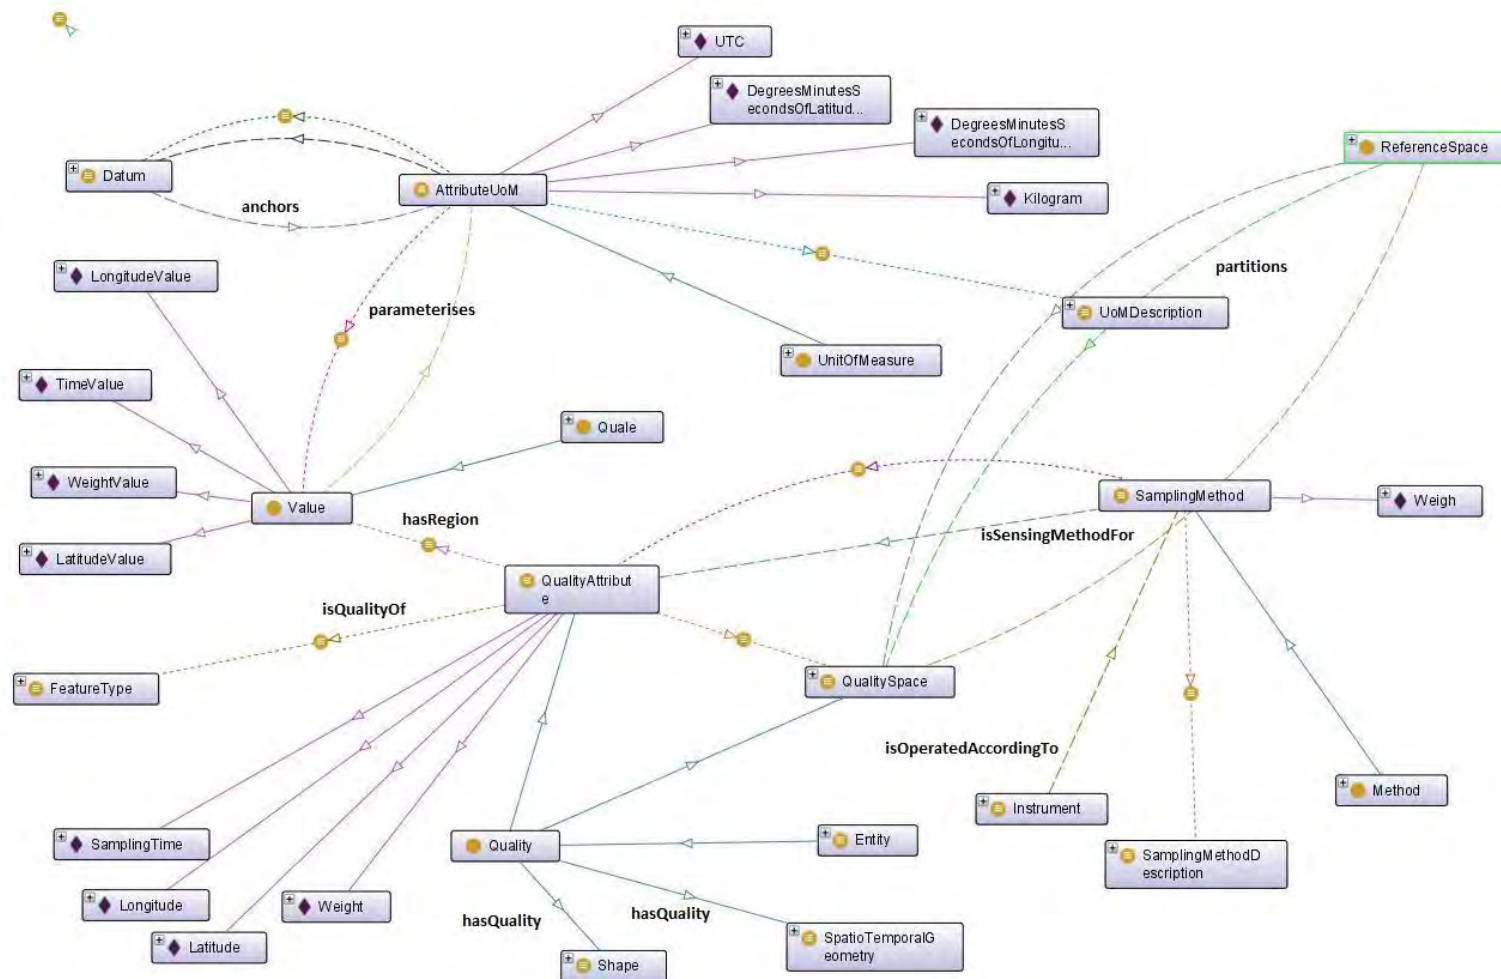 UTC
DegreesMinutesS
econdsOfLatitud...
DegreesMinutesS
econdsOfLongitu...
ReferenceSpace
Datum
AttributeUoM
Kilogram
anchors
LongitudeValue
partitions
parameterises
UoMDescription
UnitOfMeasure
TimeValue
Quale
WeightValue
Value
hasRegion
SamplingMethod
Weigh
isSensingMethodFor
LatitudeValue
QualityAttribut
e
isQualityOf
FeatureType
QualitySpace
isOperatedAccordingTo
Instrument
Method
SamplingTime
Quality
Entity
SamplingMethodD
escription
Longitude
Weight
hasQuality
hasQuality
Latitude
SpatioTemporalG
eometry
Shape